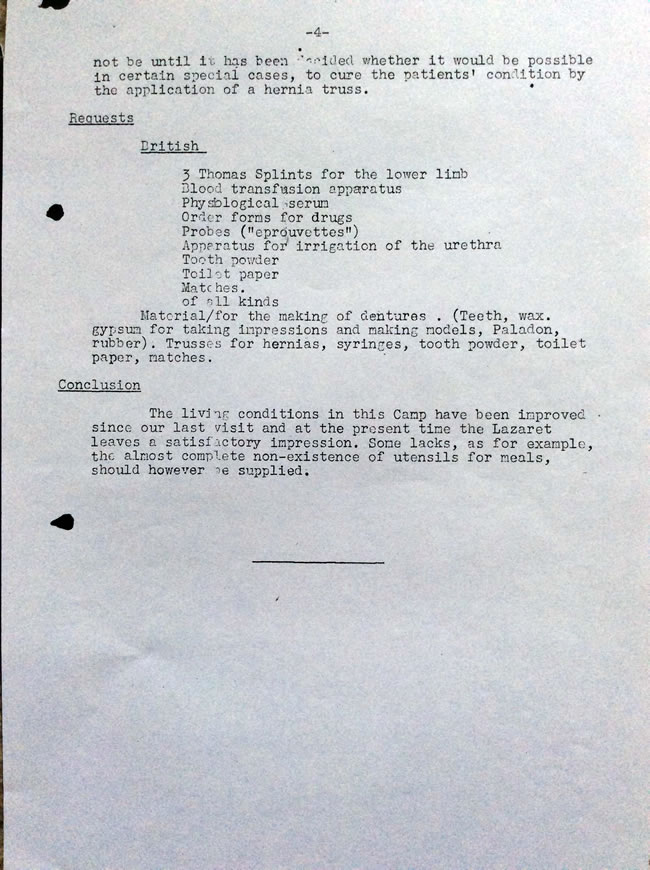 -4-
not be until it has been decided whether it would be possible
in certain special cases, to cure the patients' condition by
the application of a hernia truss.
Requests
British
3 Thomas Splints for the lower limb
Blood transfusion apparatus
Physiological serum
Order forms for drugs
Probes ("eprouvettes")
Apparatus for irrigation of the urethra
Tooth powder
Toilet paper
Matches.
of all kinds
Material/for the making of dentures . (Teeth, wax.
gypsum for taking impressions and making models, Paladon,
rubber). Trusses for hernias, syringes, tooth powder, toilet
paper, matches.
Conclusion
The living conditions in this Camp have been improved
since our last visit and at the present time the Lazaret
leaves a satisfactory impression. Some lacks, as for example,
the almost complete non-existence of utensils for meals,
should however be supplied.